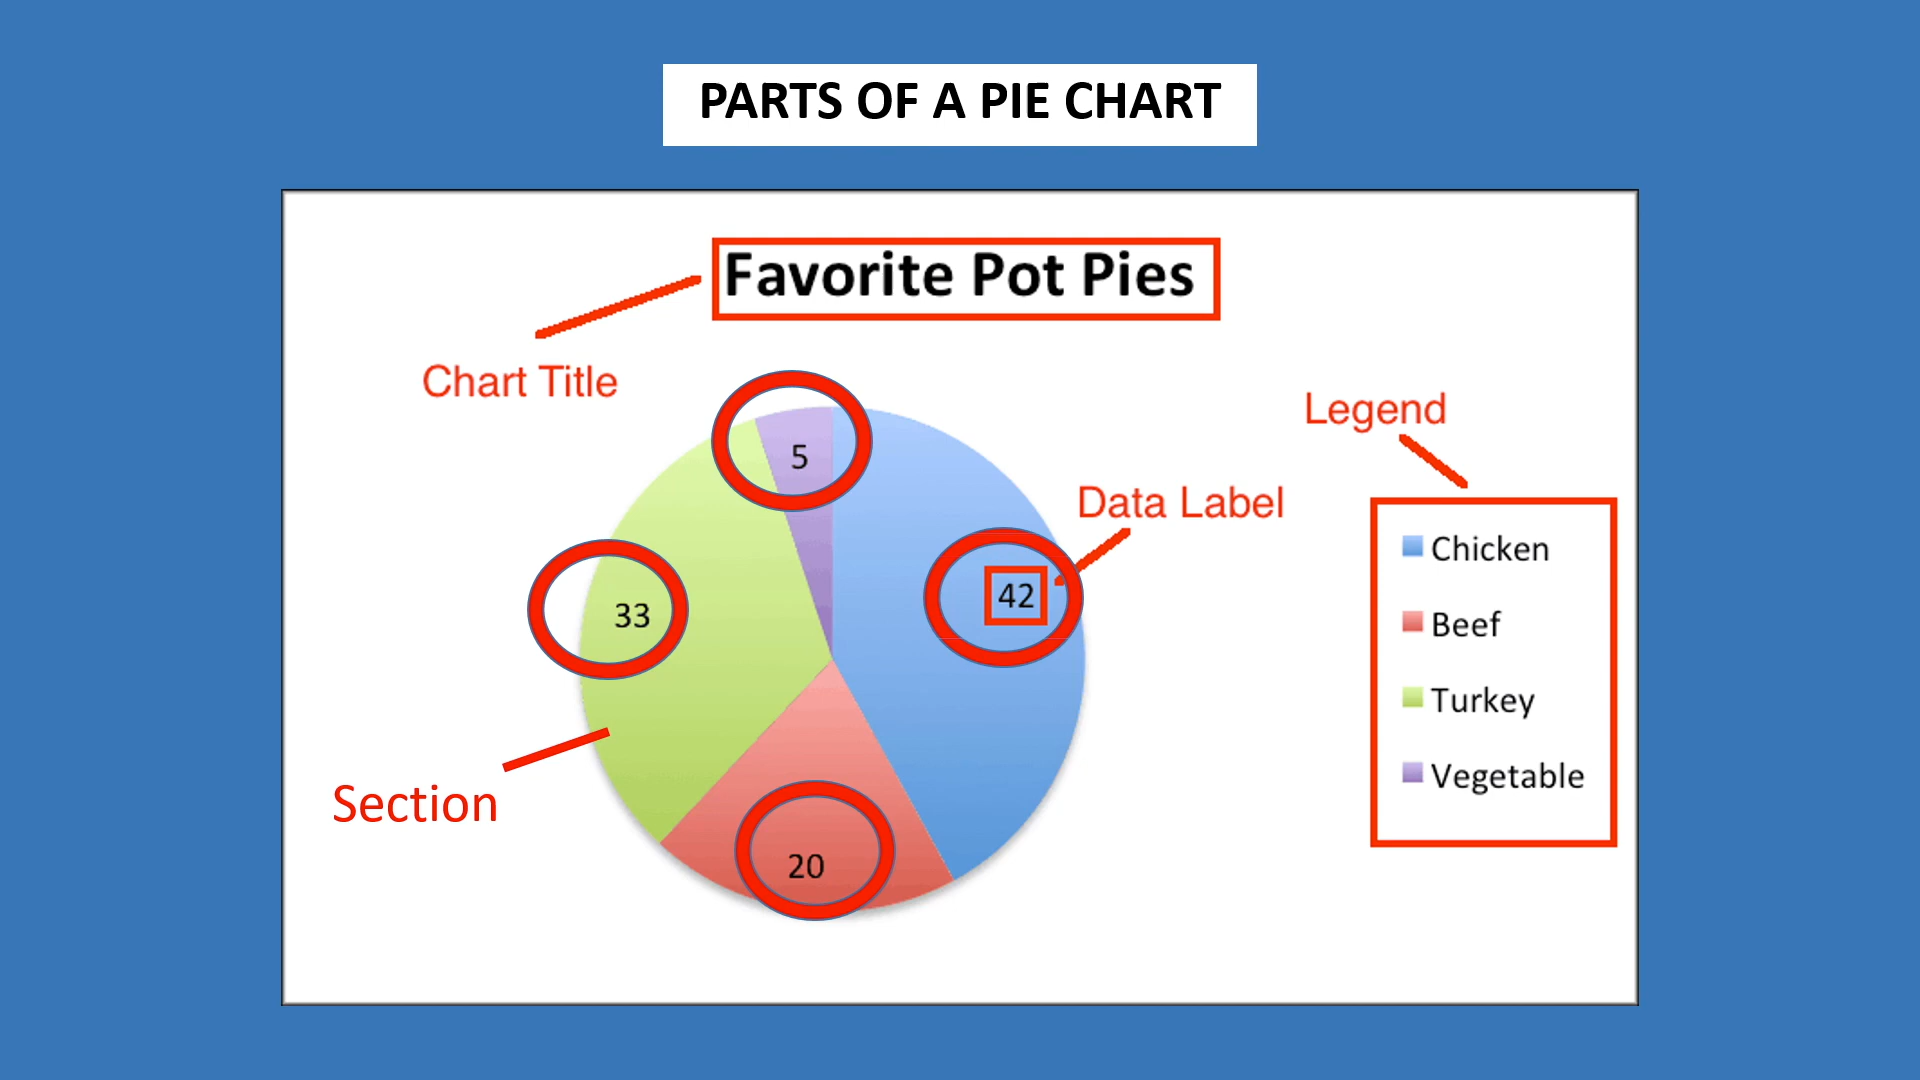 PARTS OF A PIE CHART
Favorite Pot Pies
Chart Title
Legend
5
Data Label
42
33
Chicken
Beef
Turkey
Vegetable
Section
20